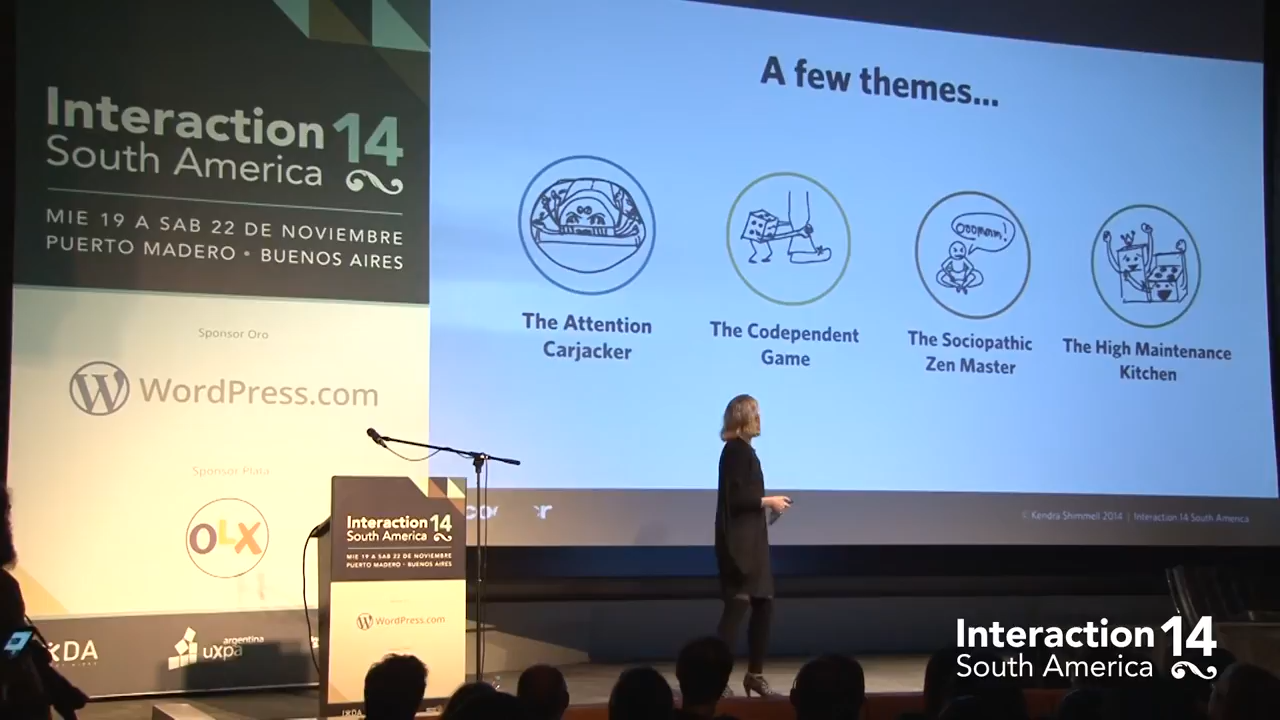 Interaction 14
South America
MIE 19 A SAB 22 DE NOVIEMBRE
PUERTO MADERO • BUENOS AIRES
Sponsor Oro
WordPress.com
Sponsor Plata
OLX
argentina
uxpa
A few themes...
Ooommm!
The Attention
Carjacker
The Codependent
Game
The Sociopathic
Zen Master
The High Maintenance
Kitchen
© Kendra Shimmell 2014 | Interaction 14 South America
Interaction 14
South America
MIE 19 A SAB 22 DE NOVIEMBRE
PUERTO MADERO • BUENOS AIRES
WordPress.com
Interaction 14
South America